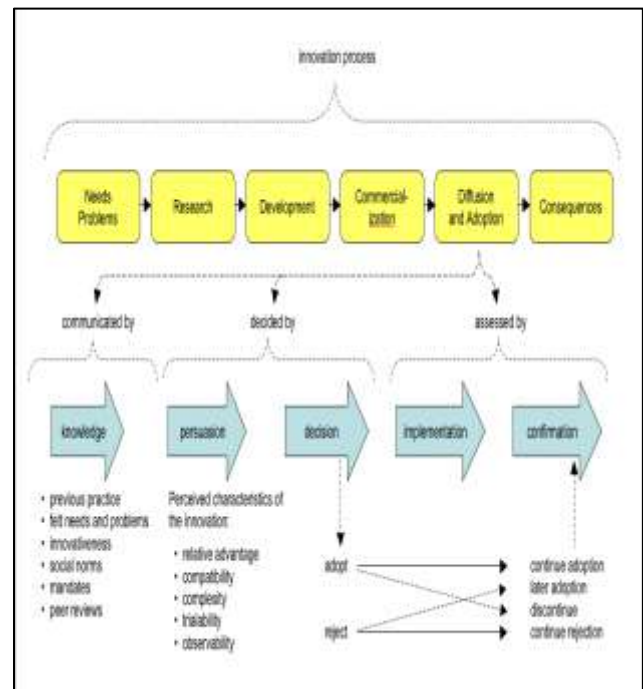 innovation process
Needs
Problems
Research
Development
Commercial-
ization
Diffusion
and Adoption
Consequences
communicated by
decided by
assessed by
knowledge
persuasion
decision
implementation
confirmation
• previous practice
• felt needs and problems
• innovativeness
• social norms
• mandates
• peer reviews
Perceived characteristics of
the innovation:
• relative advantage
• compatibility
• complexity
• trialability
• observability
adopt
reject
continue adoption
later adoption
discontinue
continue rejection